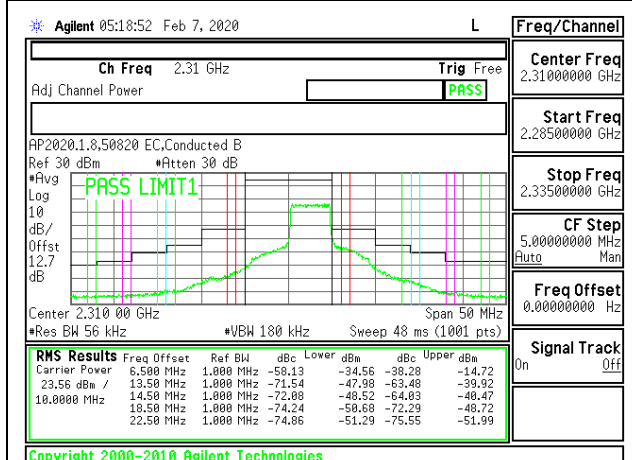 Agilent 05:18:52 Feb 7, 2020 L Freq/Channel
Ch Freq 2.31 GHz Trig Free
Adj Channel Power PASS
Center Freq
2.31000000 GHz
Start Freq
2.28500000 GHz
AP2020.1.8,50820 EC,Conducted B
Ref 30 dBm #Atten 30 dB
#Avg
Log
10
dB/
Offst
12.7
dB
PASS LIMIT1
Stop Freq
2.33500000 GHz
CF Step
5.00000000 MHz
Auto Man
Freq Offset
0.00000000 Hz
Center 2.310 00 GHz Span 50 MHz
#Res BW 56 kHz #VBW 180 kHz Sweep 48 ms (1001 pts)
Signal Track
On Off
RMS Results Freq Offset Ref BW dBc Lower dBm dBc Upper dBm
Carrier Power 6.500 MHz 1.000 MHz -58.13 -34.56 -38.28 -14.72
23.56 dBm / 13.50 MHz 1.000 MHz -71.54 -47.98 -63.48 -39.92
10.0000 MHz 14.50 MHz 1.000 MHz -72.08 -48.52 -64.03 -40.47
18.50 MHz 1.000 MHz -74.24 -50.68 -72.29 -48.72
22.50 MHz 1.000 MHz -74.86 -51.29 -75.55 -51.99
Copyright 2000-2010 Agilent Technologies